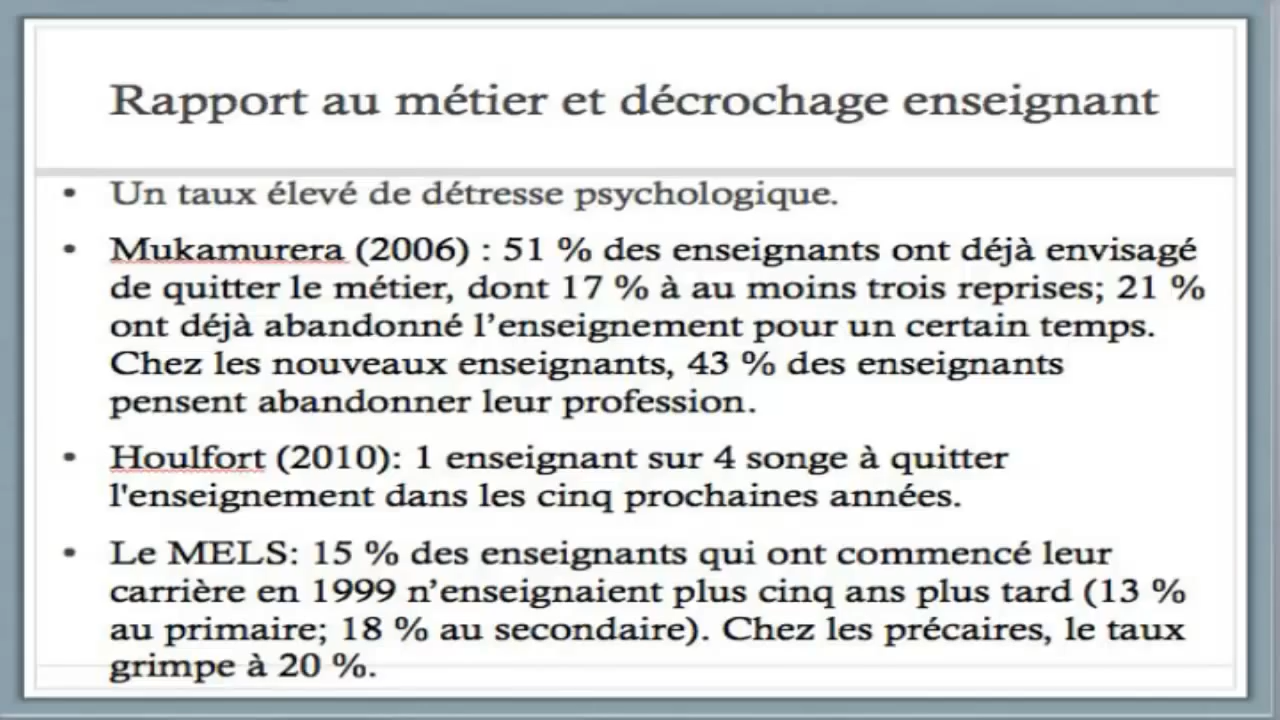 Rapport au métier et décrochage enseignant
• Un taux élevé de détresse psychologique.
• Mukamurera (2006) : 51 % des enseignants ont déjà envisagé
de quitter le métier, dont 17 % à au moins trois reprises; 21 %
ont déjà abandonné l’enseignement pour un certain temps.
Chez les nouveaux enseignants, 43 % des enseignants
pensent abandonner leur profession.
• Houlfort (2010): 1 enseignant sur 4 songe à quitter
l'enseignement dans les cinq prochaines années.
• Le MELS: 15 % des enseignants qui ont commencé leur
carrière en 1999 n’enseignaient plus cinq ans plus tard (13 %
au primaire; 18 % au secondaire). Chez les précaires, le taux
grimpe à 20 %.